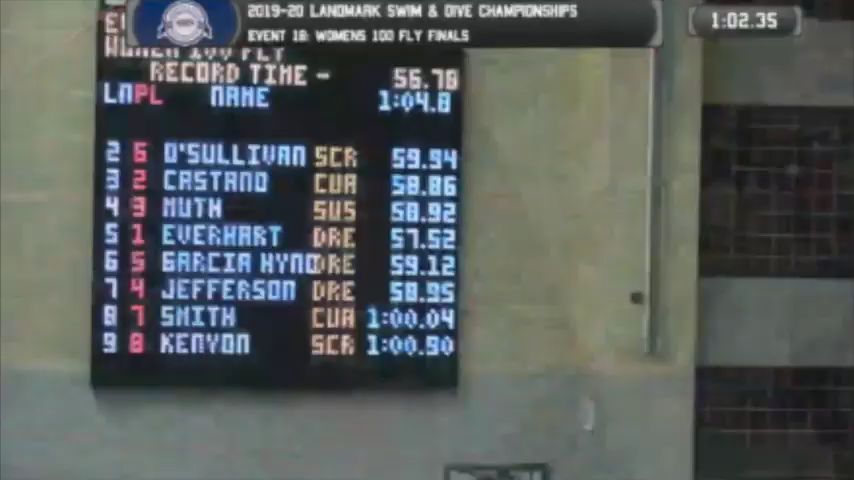 2019-20 LANDMARK SWIM & DIVE CHAMPIONSHIPS
EVENT 18: WOMENS 100 FLY FINALS
1:02.35
WOMEN 100 FLY
RECORD TIME - 56.78
LN PL NAME 1:04.8
2 6 O'SULLIVAN SCR 59.94
3 2 CASTANO CUA 58.86
4 3 MUTH SUS 58.92
5 1 EVERHART DRE 57.52
6 5 GARCIA HYND DRE 59.12
7 4 JEFFERSON DRE 58.95
8 7 SMITH CUA 1:00.04
9 8 KENYON SCR 1:00.90